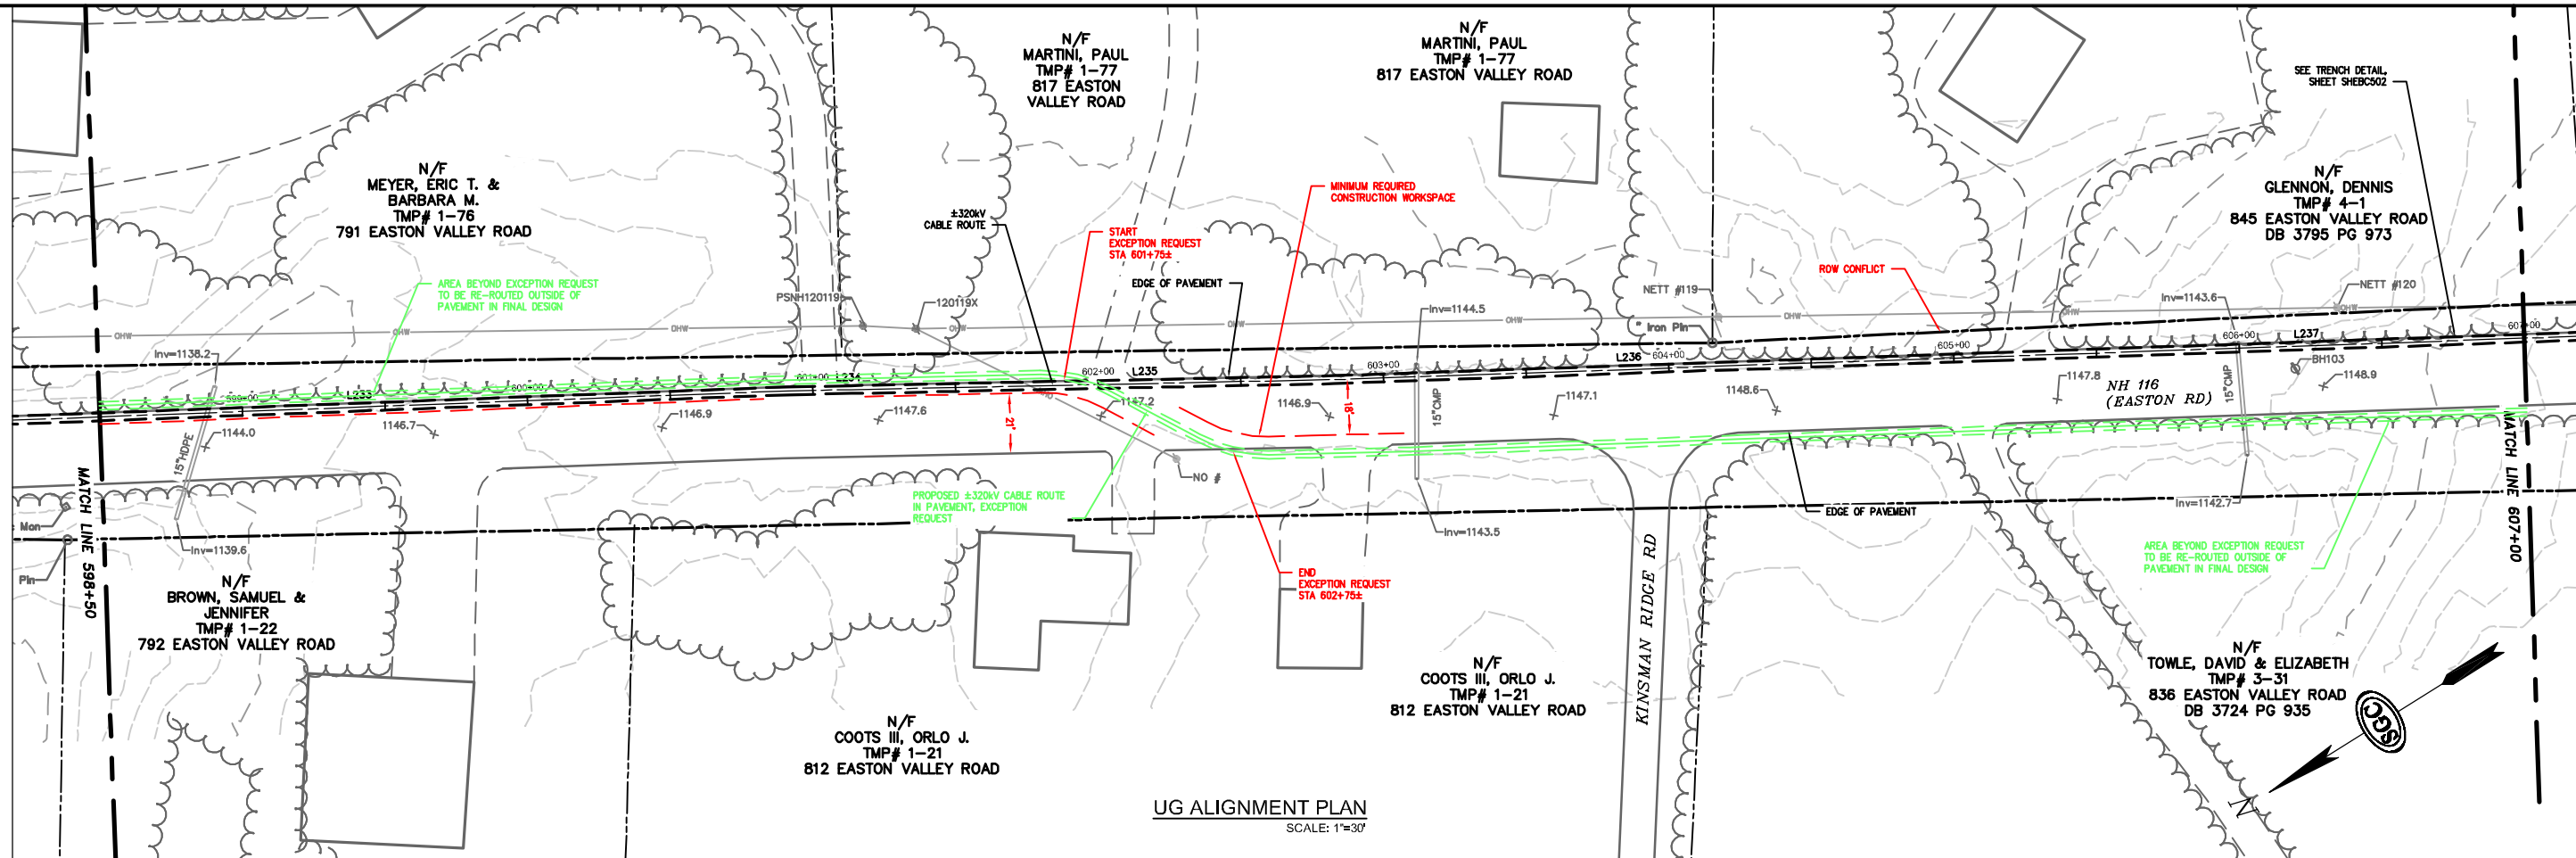 N/F
MARTINI, PAUL
TMP# 1-77
817 EASTON
VALLEY ROAD
N/F
MARTINI, PAUL
TMP# 1-77
817 EASTON VALLEY ROAD
SEE TRENCH DETAIL,
SHEET SHEBC502
N/F
MEYER, ERIC T. &
BARBARA M.
TMP# 1-76
791 EASTON VALLEY ROAD
N/F
GLENNON, DENNIS
TMP# 4-1
845 EASTON VALLEY ROAD
DB 3795 PG 973
MINIMUM REQUIRED
CONSTRUCTION WORKSPACE
±320kV
CABLE ROUTE
START
EXCEPTION REQUEST
STA 601+75±
ROW CONFLICT
EDGE OF PAVEMENT
AREA BEYOND EXCEPTION REQUEST
TO BE RE-ROUTED OUTSIDE OF
PAVEMENT IN FINAL DESIGN
PSNH120119
120119X
NETT #119
Inv=1143.6
NETT #120
Inv=1144.5
Iron Pin
OHW
OHW
OHW
OHW
OHW
OHW
OHW
OHW
Inv=1138.2
599+00
L233
600+00
601+00
L234
602+00
L235
603+00
L236
604+00
605+00
606+00
L237
607+00
BH103
1144.0
1146.7
1146.9
1147.6
1147.2
1146.9
1147.1
1148.6
1147.8
1148.9
21'
18'
15"HDPE
15"CMP
15"CMP
NH 116
(EASTON RD)
MATCH LINE 598+50
MATCH LINE 607+00
NO #
PROPOSED ±320kV CABLE ROUTE
IN PAVEMENT, EXCEPTION
REQUEST
Mon
Pin
Inv=1139.6
Inv=1143.5
EDGE OF PAVEMENT
Inv=1142.7
AREA BEYOND EXCEPTION REQUEST
TO BE RE-ROUTED OUTSIDE OF
PAVEMENT IN FINAL DESIGN
END
EXCEPTION REQUEST
STA 602+75±
N/F
BROWN, SAMUEL &
JENNIFER
TMP# 1-22
792 EASTON VALLEY ROAD
KINSMAN RIDGE RD
N/F
COOTS III, ORLO J.
TMP# 1-21
812 EASTON VALLEY ROAD
N/F
COOTS III, ORLO J.
TMP# 1-21
812 EASTON VALLEY ROAD
N/F
TOWLE, DAVID & ELIZABETH
TMP# 3-31
836 EASTON VALLEY ROAD
DB 3724 PG 935
SGC
N
UG ALIGNMENT PLAN
SCALE: 1"=30'